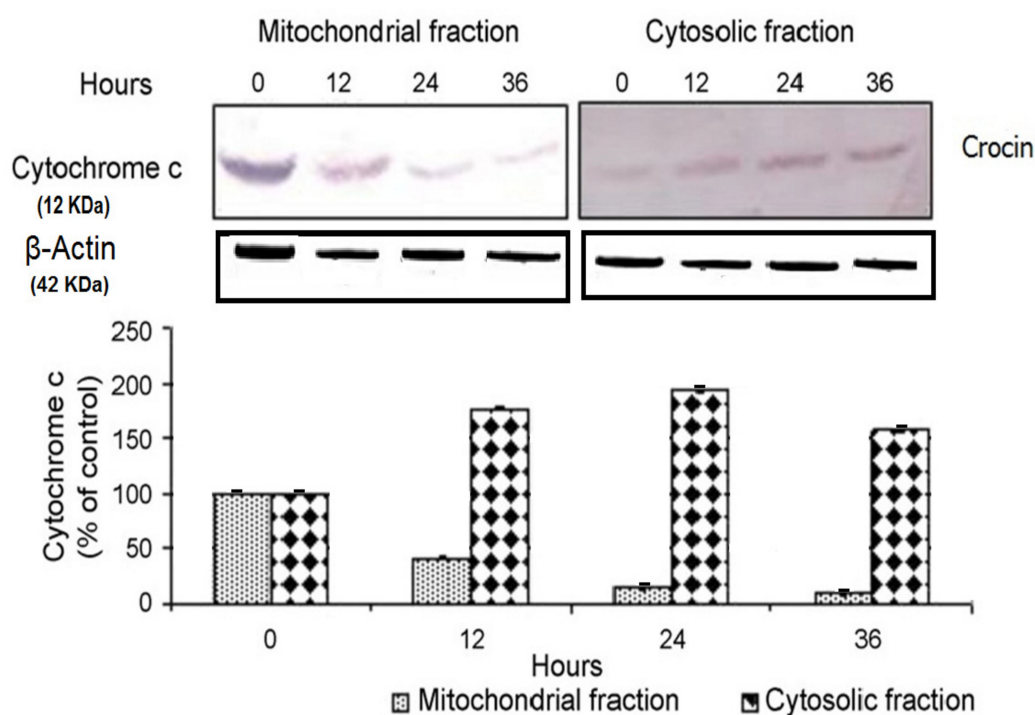 Mitochondrial fraction Cytosolic fraction
Hours 0 12 24 36 0 12 24 36
Cytochrome c
(12 KDa)
Crocin
β-Actin
(42 KDa)
Cytochrome c
(% of control)
250
200
150
100
50
0
0 12 24 36
Hours
Mitochondrial fraction Cytosolic fraction